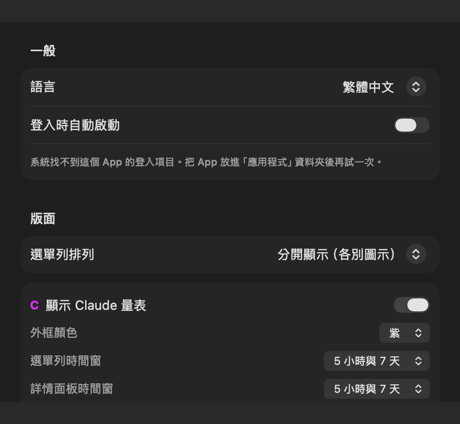 一般
語言 繁體中文
登入時自動啟動
系統找不到這個 App 的登入項目。把 App 放進「應用程式」資料夾後再試一次。
版面
選單列排列 分開顯示（各別圖示）
C 顯示 Claude 量表
外框顏色 紫
選單列時間窗 5 小時與 7 天
詳情面板時間窗 5 小時與 7 天